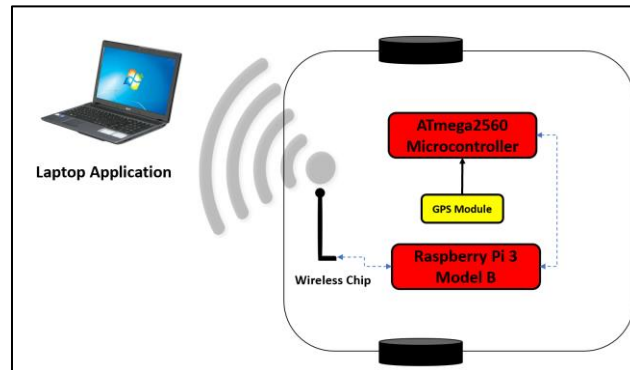 ATmega2560
Microcontroller
Laptop Application
GPS Module
Raspberry Pi 3
Model B
Wireless Chip